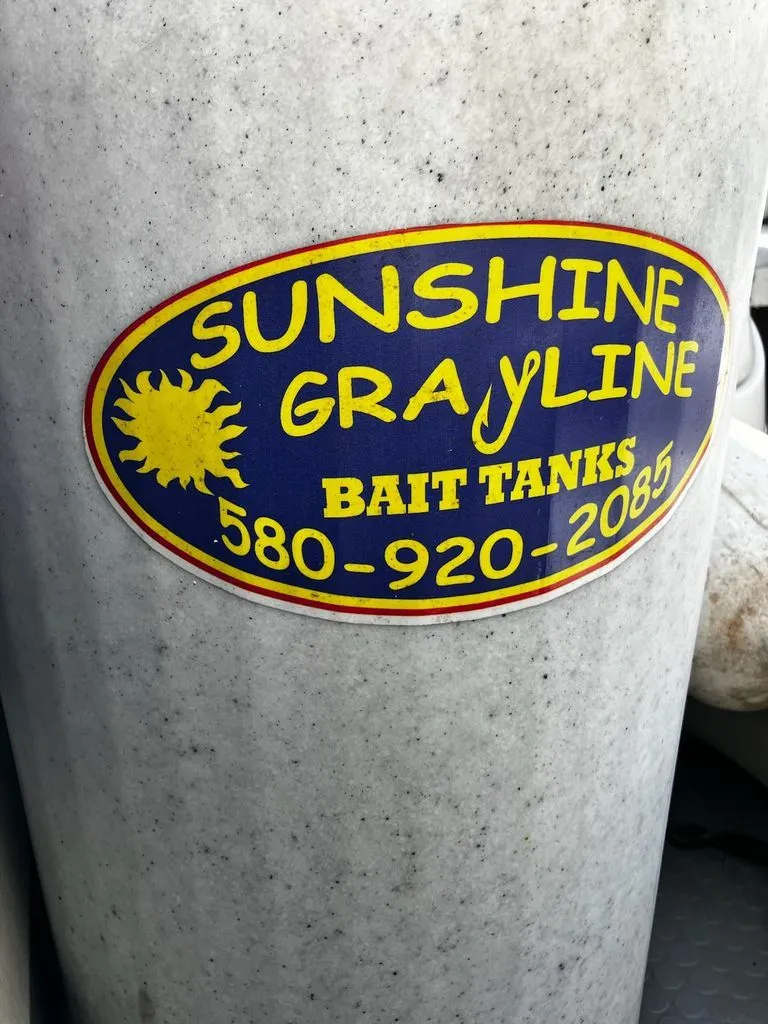 SUNSHINE
GRAYLINE
BAIT TANKS
580-920-2085